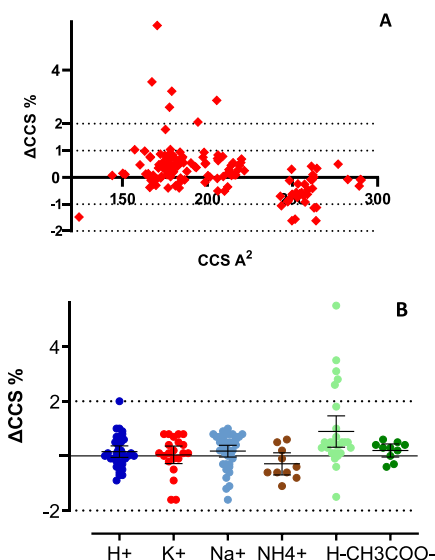 A
ΔCCS %
4
2
1
0
-1
-2
150
200
250
300
CCS A²
B
ΔCCS %
2
0
-2
H+
K+
Na+
NH4+
H-CH3COO-